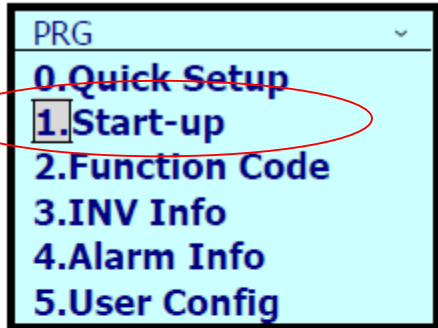 PRG
0.Quick Setup
1.Start-up
2.Function Code
3.INV Info
4.Alarm Info
5.User Config